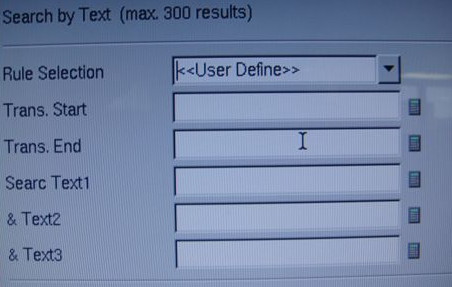 Search by Text (max. 300 results)
Rule Selection <<User Define>>
Trans. Start
Trans. End
Searc Text1
& Text2
& Text3